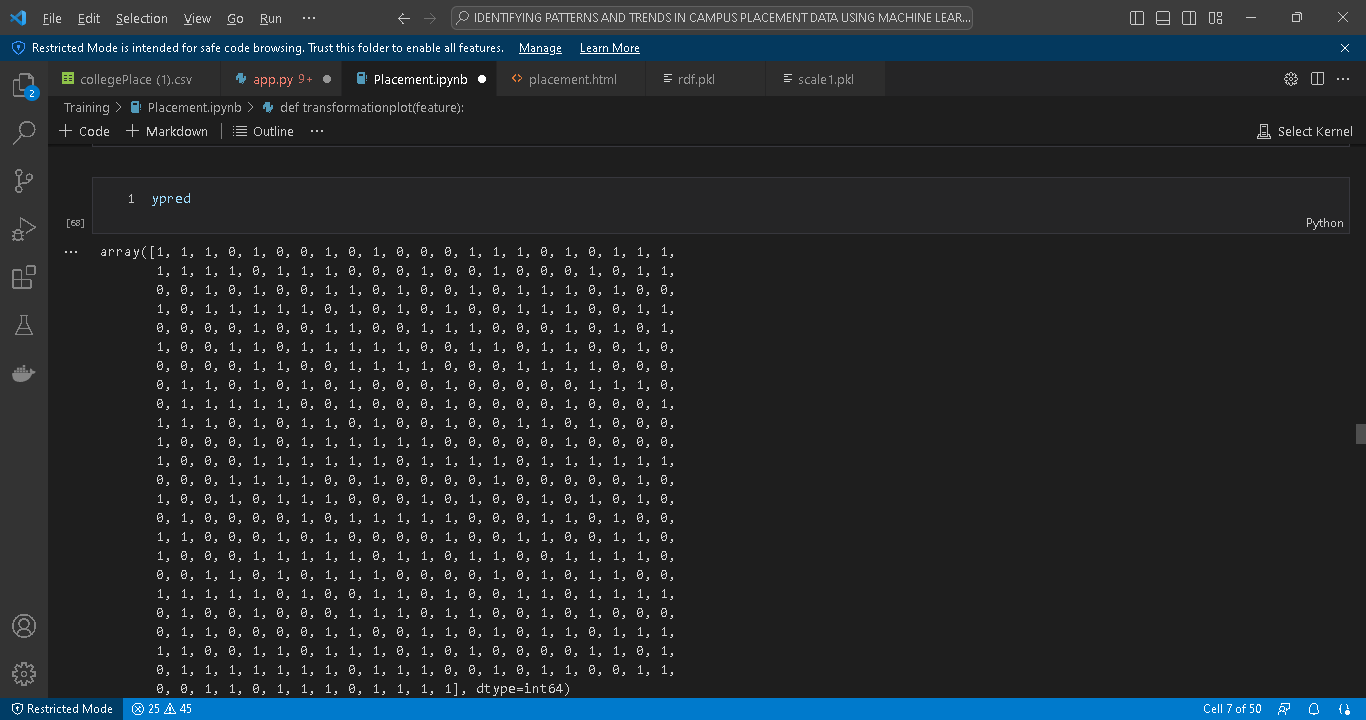 File Edit Selection View Go Run ··· IDENTIFYING PATTERNS AND TRENDS IN CAMPUS PLACEMENT DATA USING MACHINE LEAR...
Restricted Mode is intended for safe code browsing. Trust this folder to enable all features. Manage Learn More
2
collegePlace (1).csv app.py 9+ Placement.ipynb placement.html rdf.pkl scale1.pkl
Training > Placement.ipynb > def transformationplot(feature):
+ Code + Markdown Outline ··· Select Kernel
1 ypred
[68] Python
array([1, 1, 1, 0, 1, 0, 0, 1, 0, 1, 0, 0, 0, 1, 1, 1, 0, 1, 0, 1, 1, 1,
1, 1, 1, 1, 0, 1, 1, 1, 0, 0, 0, 1, 0, 0, 1, 0, 0, 0, 1, 0, 1, 1,
0, 0, 1, 0, 1, 0, 0, 1, 1, 0, 1, 0, 0, 1, 0, 1, 1, 1, 0, 1, 0, 0,
1, 0, 1, 1, 1, 1, 1, 0, 1, 0, 1, 0, 1, 0, 0, 1, 1, 1, 0, 0, 1, 1,
0, 0, 0, 0, 1, 0, 0, 1, 1, 0, 0, 1, 1, 1, 0, 0, 0, 1, 0, 1, 0, 1,
1, 0, 0, 1, 1, 0, 1, 1, 1, 1, 1, 0, 0, 1, 1, 0, 1, 1, 0, 0, 1, 0,
0, 0, 0, 0, 1, 1, 0, 0, 1, 1, 1, 1, 0, 0, 0, 1, 1, 1, 1, 0, 0, 0,
0, 1, 1, 0, 1, 0, 1, 0, 1, 0, 0, 0, 1, 0, 0, 0, 0, 0, 1, 1, 1, 0,
0, 1, 1, 1, 1, 1, 0, 0, 1, 0, 0, 0, 1, 0, 0, 0, 0, 1, 0, 0, 0, 1,
1, 1, 1, 0, 1, 0, 1, 1, 0, 1, 0, 0, 1, 0, 0, 1, 1, 0, 1, 0, 0, 0,
1, 0, 0, 0, 1, 0, 1, 1, 1, 1, 1, 1, 0, 0, 0, 0, 0, 1, 0, 0, 0, 0,
1, 0, 0, 0, 1, 1, 1, 1, 1, 1, 0, 1, 1, 1, 1, 0, 1, 1, 1, 1, 1, 1,
0, 0, 0, 1, 1, 1, 1, 0, 1, 0, 1, 0, 0, 0, 1, 0, 0, 0, 0, 0, 1, 0,
1, 0, 0, 1, 0, 1, 1, 1, 0, 0, 0, 1, 0, 1, 0, 0, 1, 0, 1, 0, 1, 0,
0, 1, 0, 0, 0, 0, 1, 0, 1, 1, 1, 1, 1, 0, 0, 0, 1, 1, 0, 1, 0, 0,
1, 1, 0, 0, 0, 1, 0, 1, 0, 0, 0, 1, 0, 0, 0, 1, 0, 0, 1, 1, 1, 1,
1, 0, 0, 0, 1, 1, 1, 1, 1, 0, 1, 1, 0, 1, 1, 0, 0, 1, 1, 1, 1, 0,
0, 0, 1, 1, 0, 1, 0, 1, 1, 1, 0, 0, 0, 0, 1, 0, 1, 0, 1, 1, 0, 0,
1, 1, 1, 1, 1, 0, 1, 0, 0, 1, 1, 0, 1, 0, 0, 1, 0, 1, 1, 1, 1, 1,
0, 1, 0, 0, 1, 0, 0, 0, 1, 1, 1, 0, 1, 1, 0, 0, 1, 0, 1, 0, 0, 0,
0, 1, 1, 0, 0, 0, 0, 1, 1, 0, 0, 1, 1, 0, 1, 0, 1, 1, 0, 1, 1, 1,
1, 1, 0, 0, 1, 1, 0, 1, 1, 1, 0, 1, 0, 1, 0, 0, 0, 0, 1, 1, 0, 1,
0, 1, 1, 1, 1, 1, 1, 1, 0, 1, 1, 1, 0, 0, 1, 0, 1, 1, 0, 0, 1, 1,
0, 0, 1, 1, 0, 1, 1, 1, 0, 1, 1, 1, 1], dtype=int64)
Restricted Mode 25 45 Cell 7 of 50